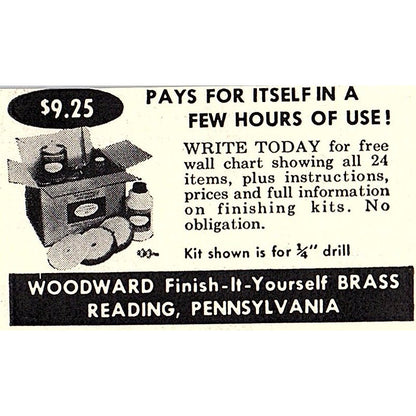 $9.25
PAYS FOR ITSELF IN A
FEW HOURS OF USE!
WRITE TODAY for free
wall chart showing all 24
items, plus instructions,
prices and full information
on finishing kits. No
obligation.
Kit shown is for ¼" drill
WOODWARD Finish-It-Yourself BRASS
READING, PENNSYLVANIA